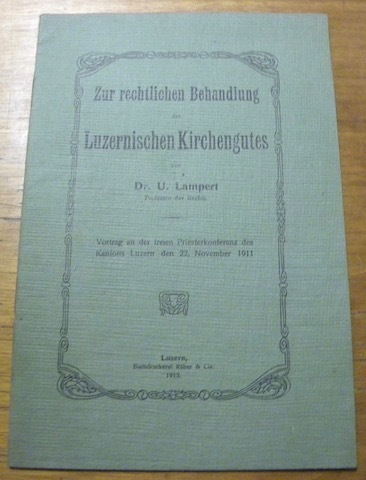 Zur rechtlichen Behandlung
des
Luzernischen Kirchengutes
von
Dr. U. Lampert
Professor der Rechte
Vortrag an der freien Priesterkonferenz des
Kantons Luzern den 22. November 1911
Luzern,
Buchdruckerei Räber & Cie.
1912.